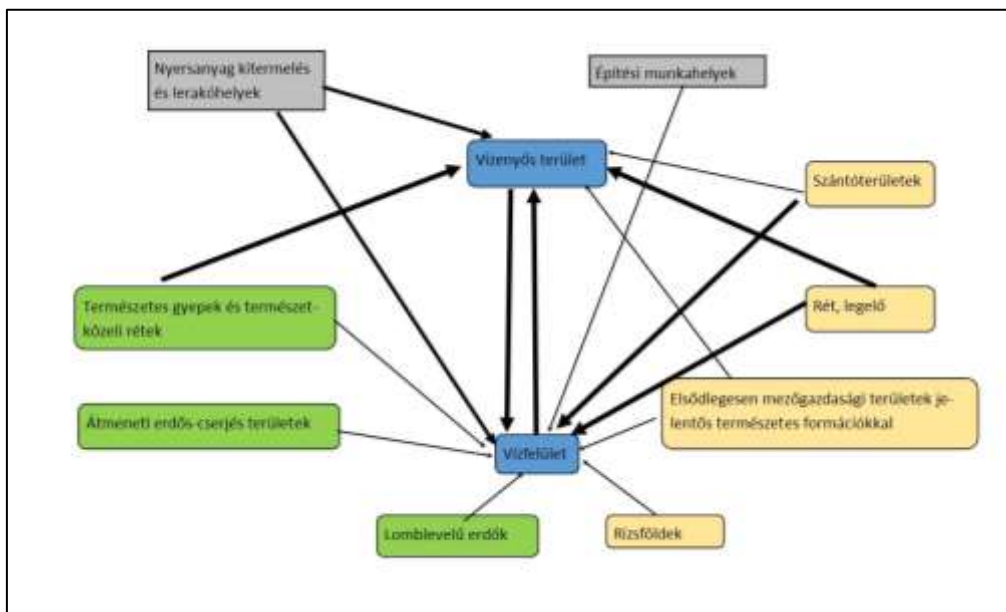 Nyersanyag kitermelés
és lerakóhelyek
Építési munkahelyek
Vizenyős terület
Szántóterületek
Természetes gyepek és természet-
közeli rétek
Rét, legelő
Átmeneti erdős-cserjés területek
Elsődlegesen mezőgazdasági területek je-
lentős természetes formációkkal
Vízfelület
Lomblevelű erdők
Rizsföldek